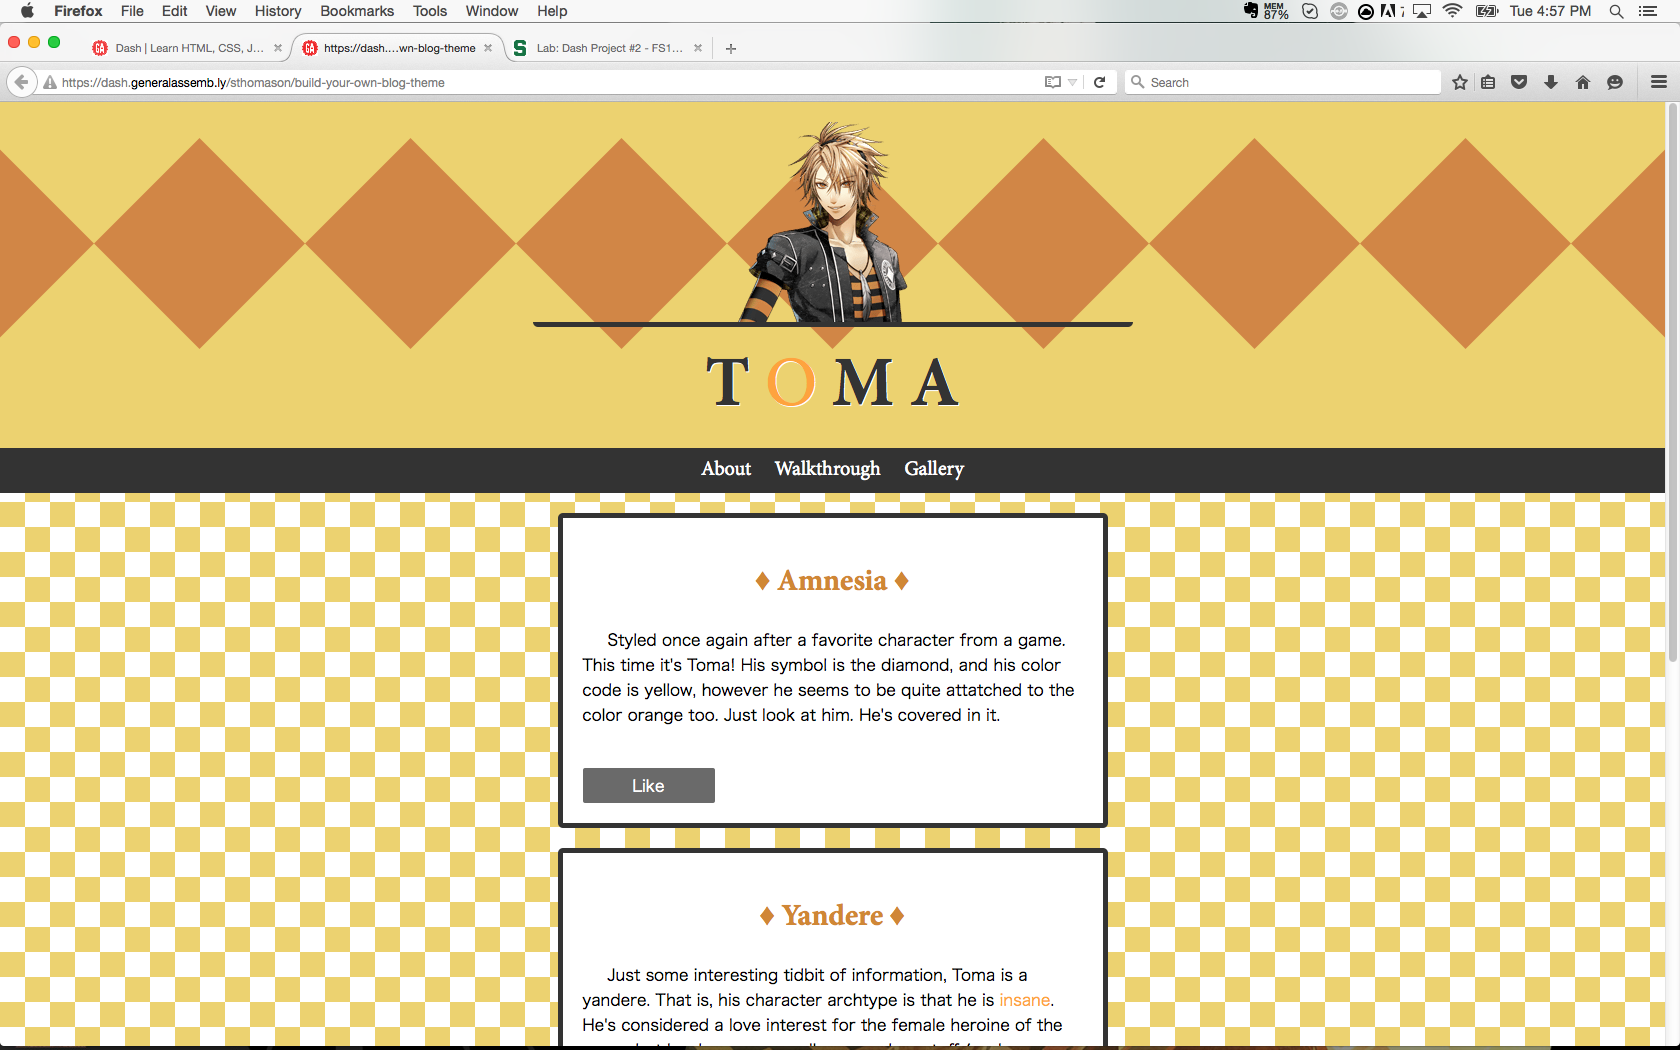 Firefox File Edit View History Bookmarks Tools Window Help MEM 87% Tue 4:57 PM
Dash | Learn HTML, CSS, J... https://dash....wn-blog-theme Lab: Dash Project #2 - FS1...
https://dash.generalassemb.ly/sthomason/build-your-own-blog-theme Search
TOMA
About Walkthrough Gallery
♦ Amnesia ♦
Styled once again after a favorite character from a game.
This time it's Toma! His symbol is the diamond, and his color
code is yellow, however he seems to be quite attatched to the
color orange too. Just look at him. He's covered in it.
Like
♦ Yandere ♦
Just some interesting tidbit of information, Toma is a
yandere. That is, his character archtype is that he is insane.
He's considered a love interest for the female heroine of the